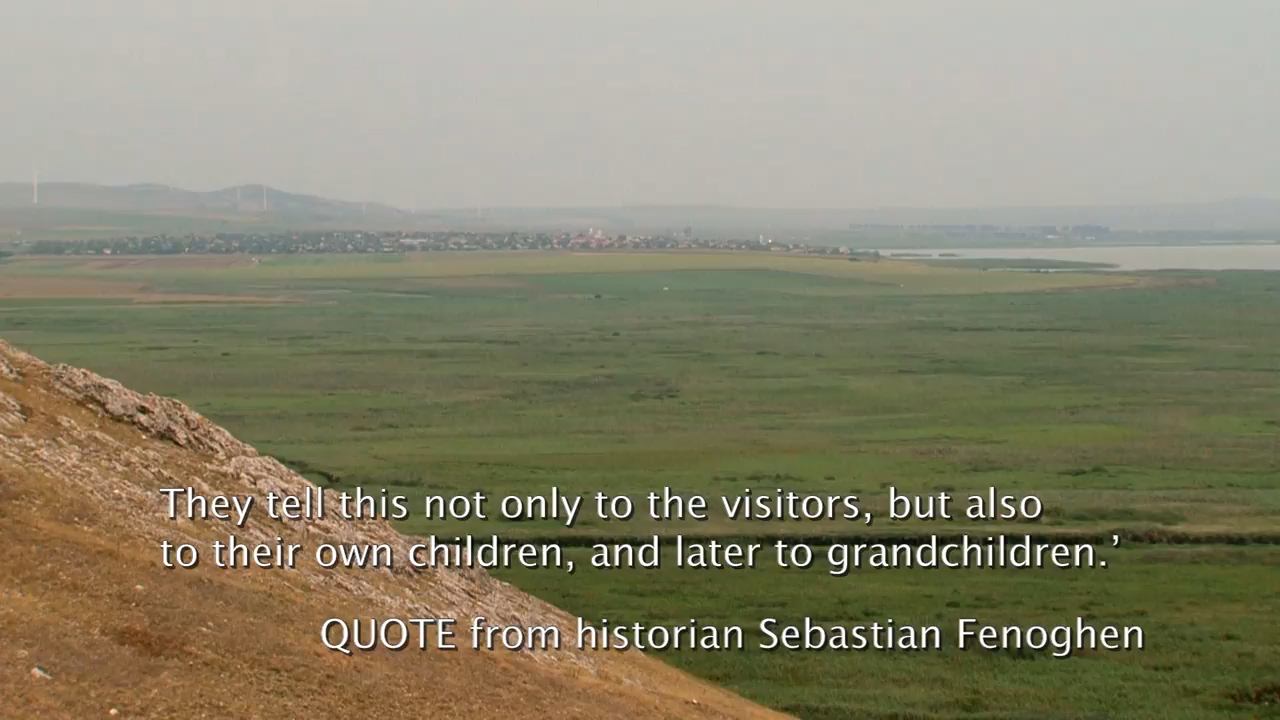 They tell this not only to the visitors, but also
to their own children, and later to grandchildren.’
QUOTE from historian Sebastian Fenoghen